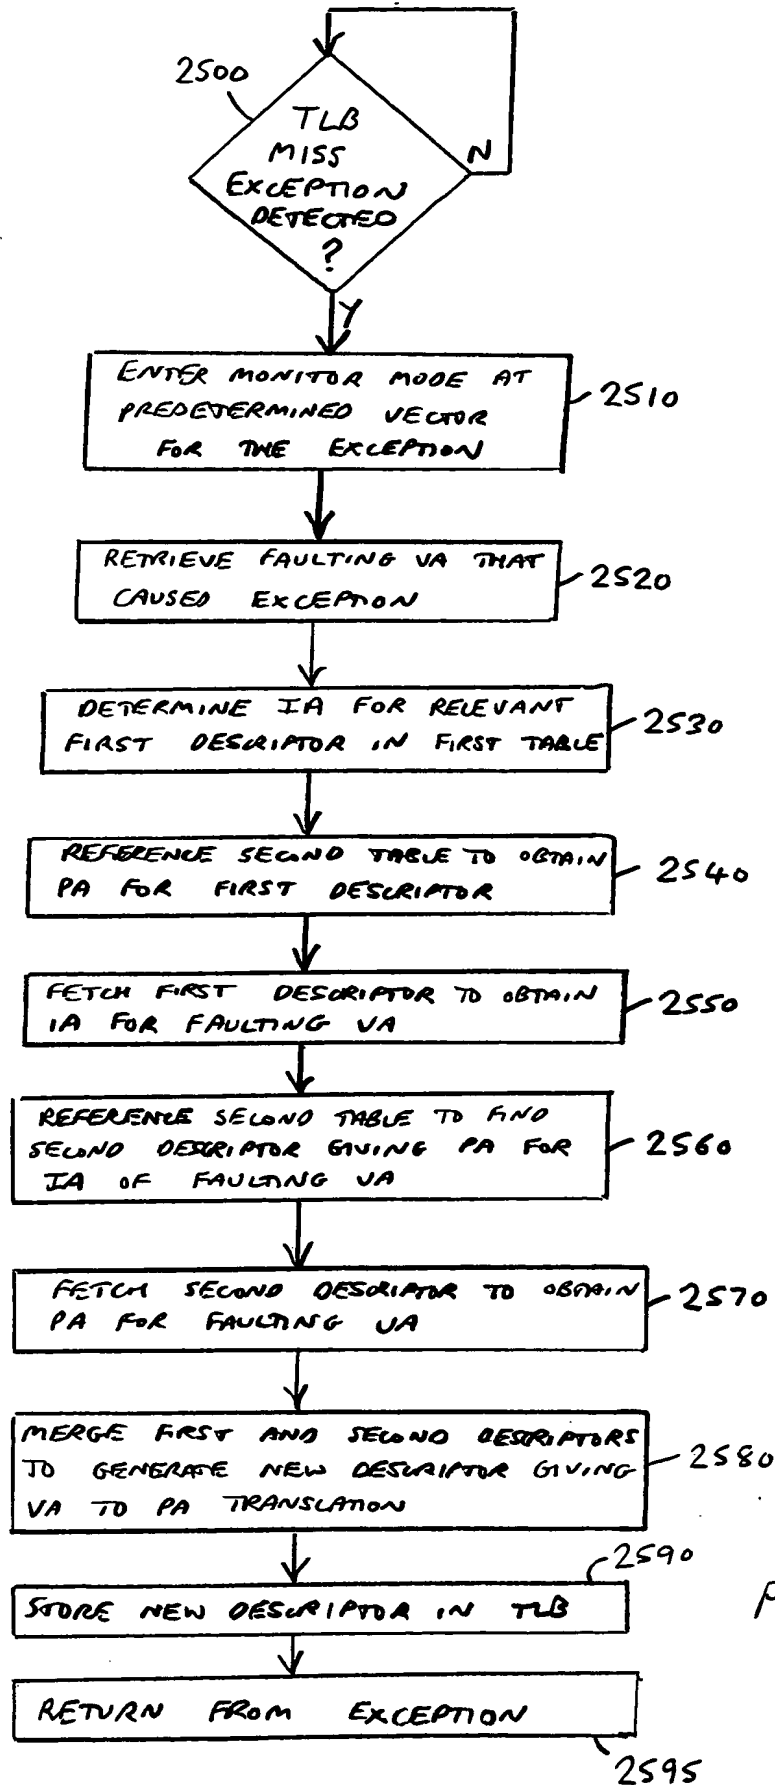 2500
TLB
MISS
EXCEPTION
DETECTED
?
N
Y
ENTER MONITOR MODE AT
PREDETERMINED VECTOR
FOR THE EXCEPTION
2510
RETRIEVE FAULTING VA THAT
CAUSED EXCEPTION
2520
DETERMINE IA FOR RELEVANT
FIRST DESCRIPTOR IN FIRST TABLE
2530
REFERENCE SECOND TABLE TO OBTAIN
PA FOR FIRST DESCRIPTOR
2540
FETCH FIRST DESCRIPTOR TO OBTAIN
IA FOR FAULTING VA
2550
REFERENCE SECOND TABLE TO FIND
SECOND DESCRIPTOR GIVING PA FOR
IA OF FAULTING VA
2560
FETCH SECOND DESCRIPTOR TO OBTAIN
PA FOR FAULTING VA
2570
MERGE FIRST AND SECOND DESCRIPTORS
TO GENERATE NEW DESCRIPTOR GIVING
VA TO PA TRANSLATION
2580
2590
STORE NEW DESCRIPTOR IN TLB
RETURN FROM EXCEPTION
2595